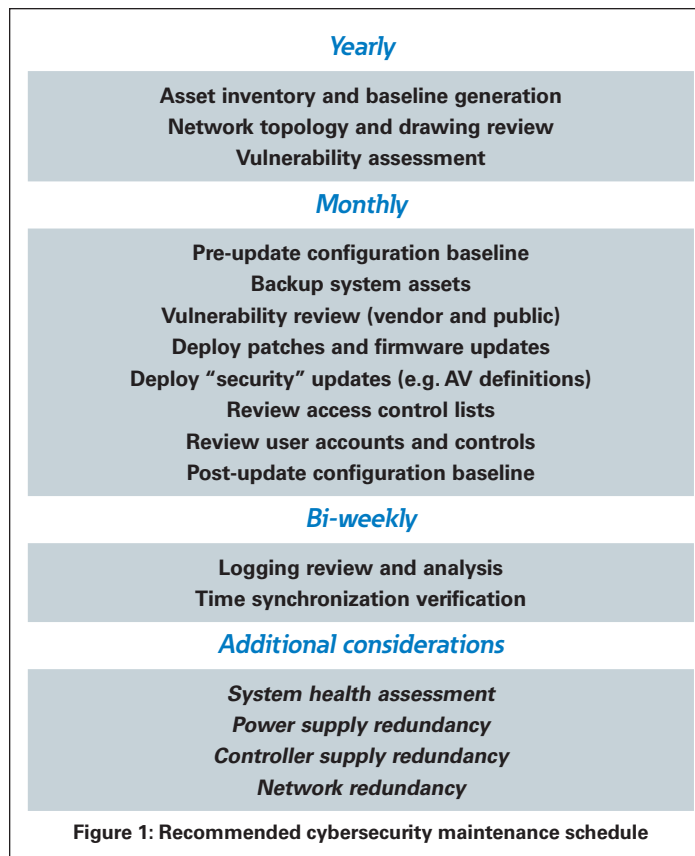 Yearly
Asset inventory and baseline generation
Network topology and drawing review
Vulnerability assessment
Monthly
Pre-update configuration baseline
Backup system assets
Vulnerability review (vendor and public)
Deploy patches and firmware updates
Deploy “security” updates (e.g. AV definitions)
Review access control lists
Review user accounts and controls
Post-update configuration baseline
Bi-weekly
Logging review and analysis
Time synchronization verification
Additional considerations
System health assessment
Power supply redundancy
Controller supply redundancy
Network redundancy
Figure 1: Recommended cybersecurity maintenance schedule